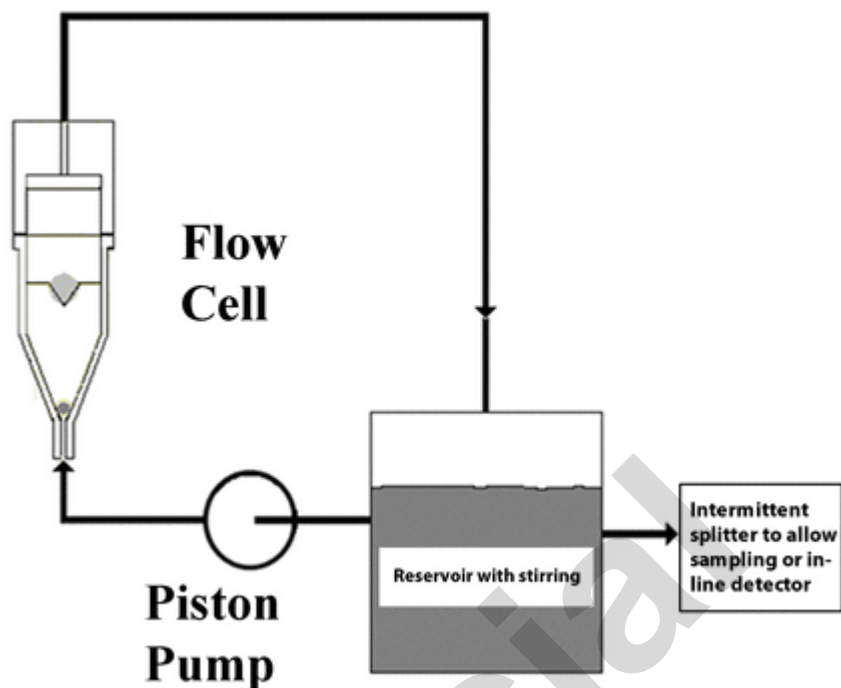 Flow
Cell
Intermittent
splitter to allow
sampling or in-
line detector
Reservoir with stirring
Piston
Pump